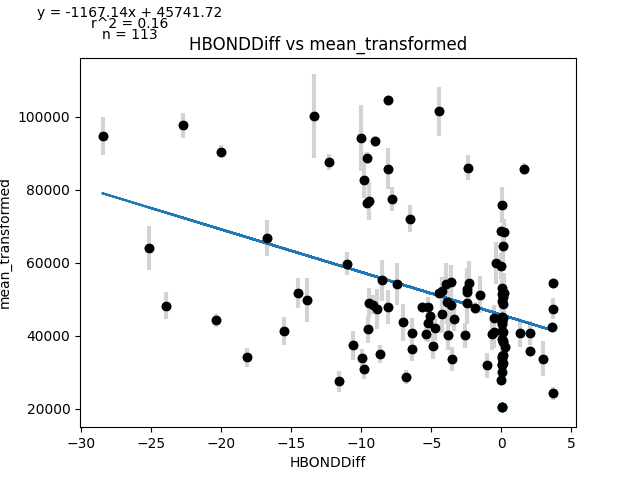 y = -1167.14x + 45741.72
r^2 = 0.16
n = 113
HBONDDiff vs mean_transformed
mean_transformed
100000
80000
60000
40000
20000
−30 −25 −20 −15 −10 −5 0 5
HBONDDiff